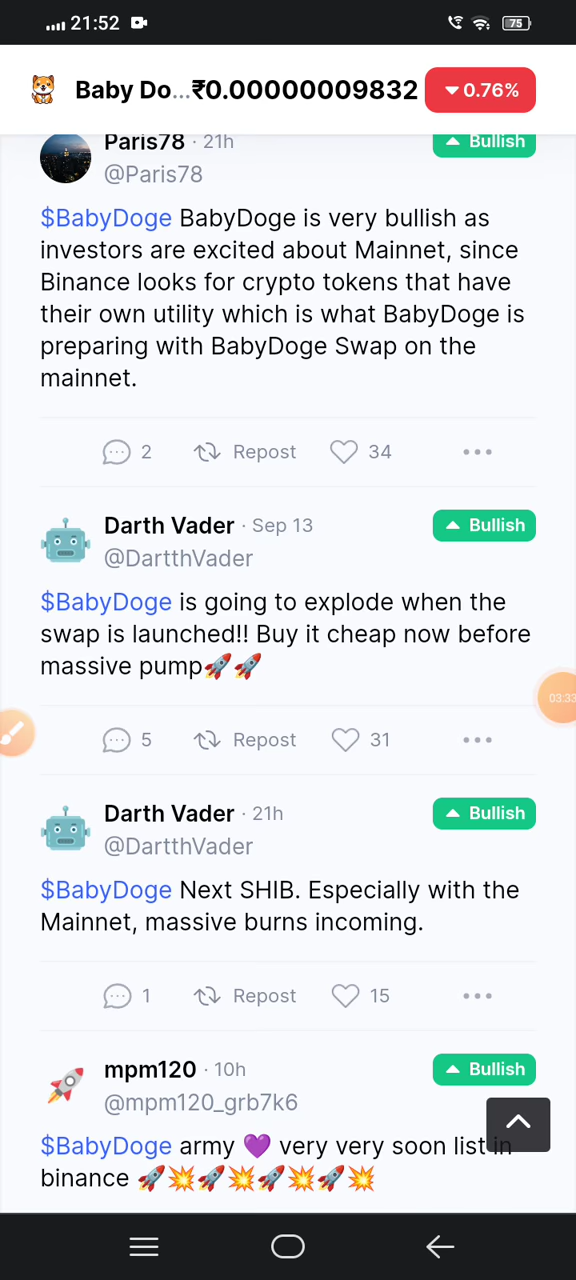 21:52
75
Baby Do...₹0.00000009832 0.76%
Paris78 · 21h Bullish
@Paris78
$BabyDoge BabyDoge is very bullish as
investors are excited about Mainnet, since
Binance looks for crypto tokens that have
their own utility which is what BabyDoge is
preparing with BabyDoge Swap on the
mainnet.
2 Repost 34
Darth Vader · Sep 13 Bullish
@DartthVader
$BabyDoge is going to explode when the
swap is launched!! Buy it cheap now before
massive pump🚀🚀
03:33
5 Repost 31
Darth Vader · 21h Bullish
@DartthVader
$BabyDoge Next SHIB. Especially with the
Mainnet, massive burns incoming.
1 Repost 15
mpm120 · 10h Bullish
@mpm120_grb7k6
$BabyDoge army 💜 very very soon list in
binance 🚀💥🚀💥🚀💥🚀💥